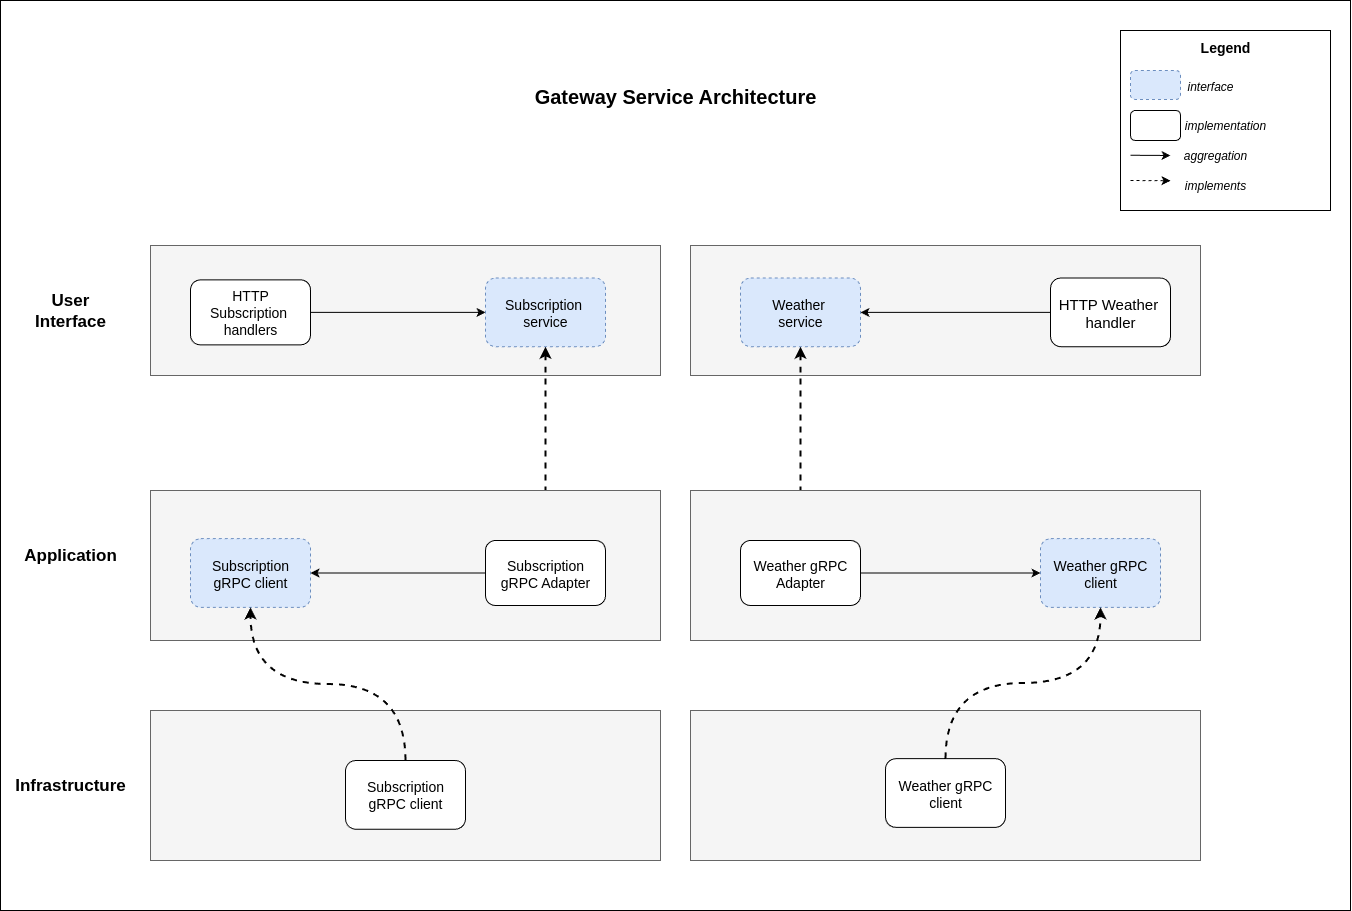 Legend
interface
implementation
aggregation
implements
Gateway Service Architecture
User
Interface
HTTP
Subscription
handlers
Subscription
service
Weather
service
HTTP Weather
handler
Application
Subscription
gRPC client
Subscription
gRPC Adapter
Weather gRPC
Adapter
Weather gRPC
client
Infrastructure
Subscription
gRPC client
Weather gRPC
client